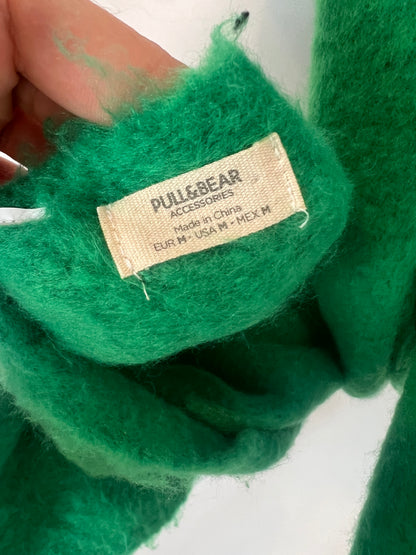 PULL&BEAR
ACCESSORIES
Made in China
EUR M - USA M - MEX M